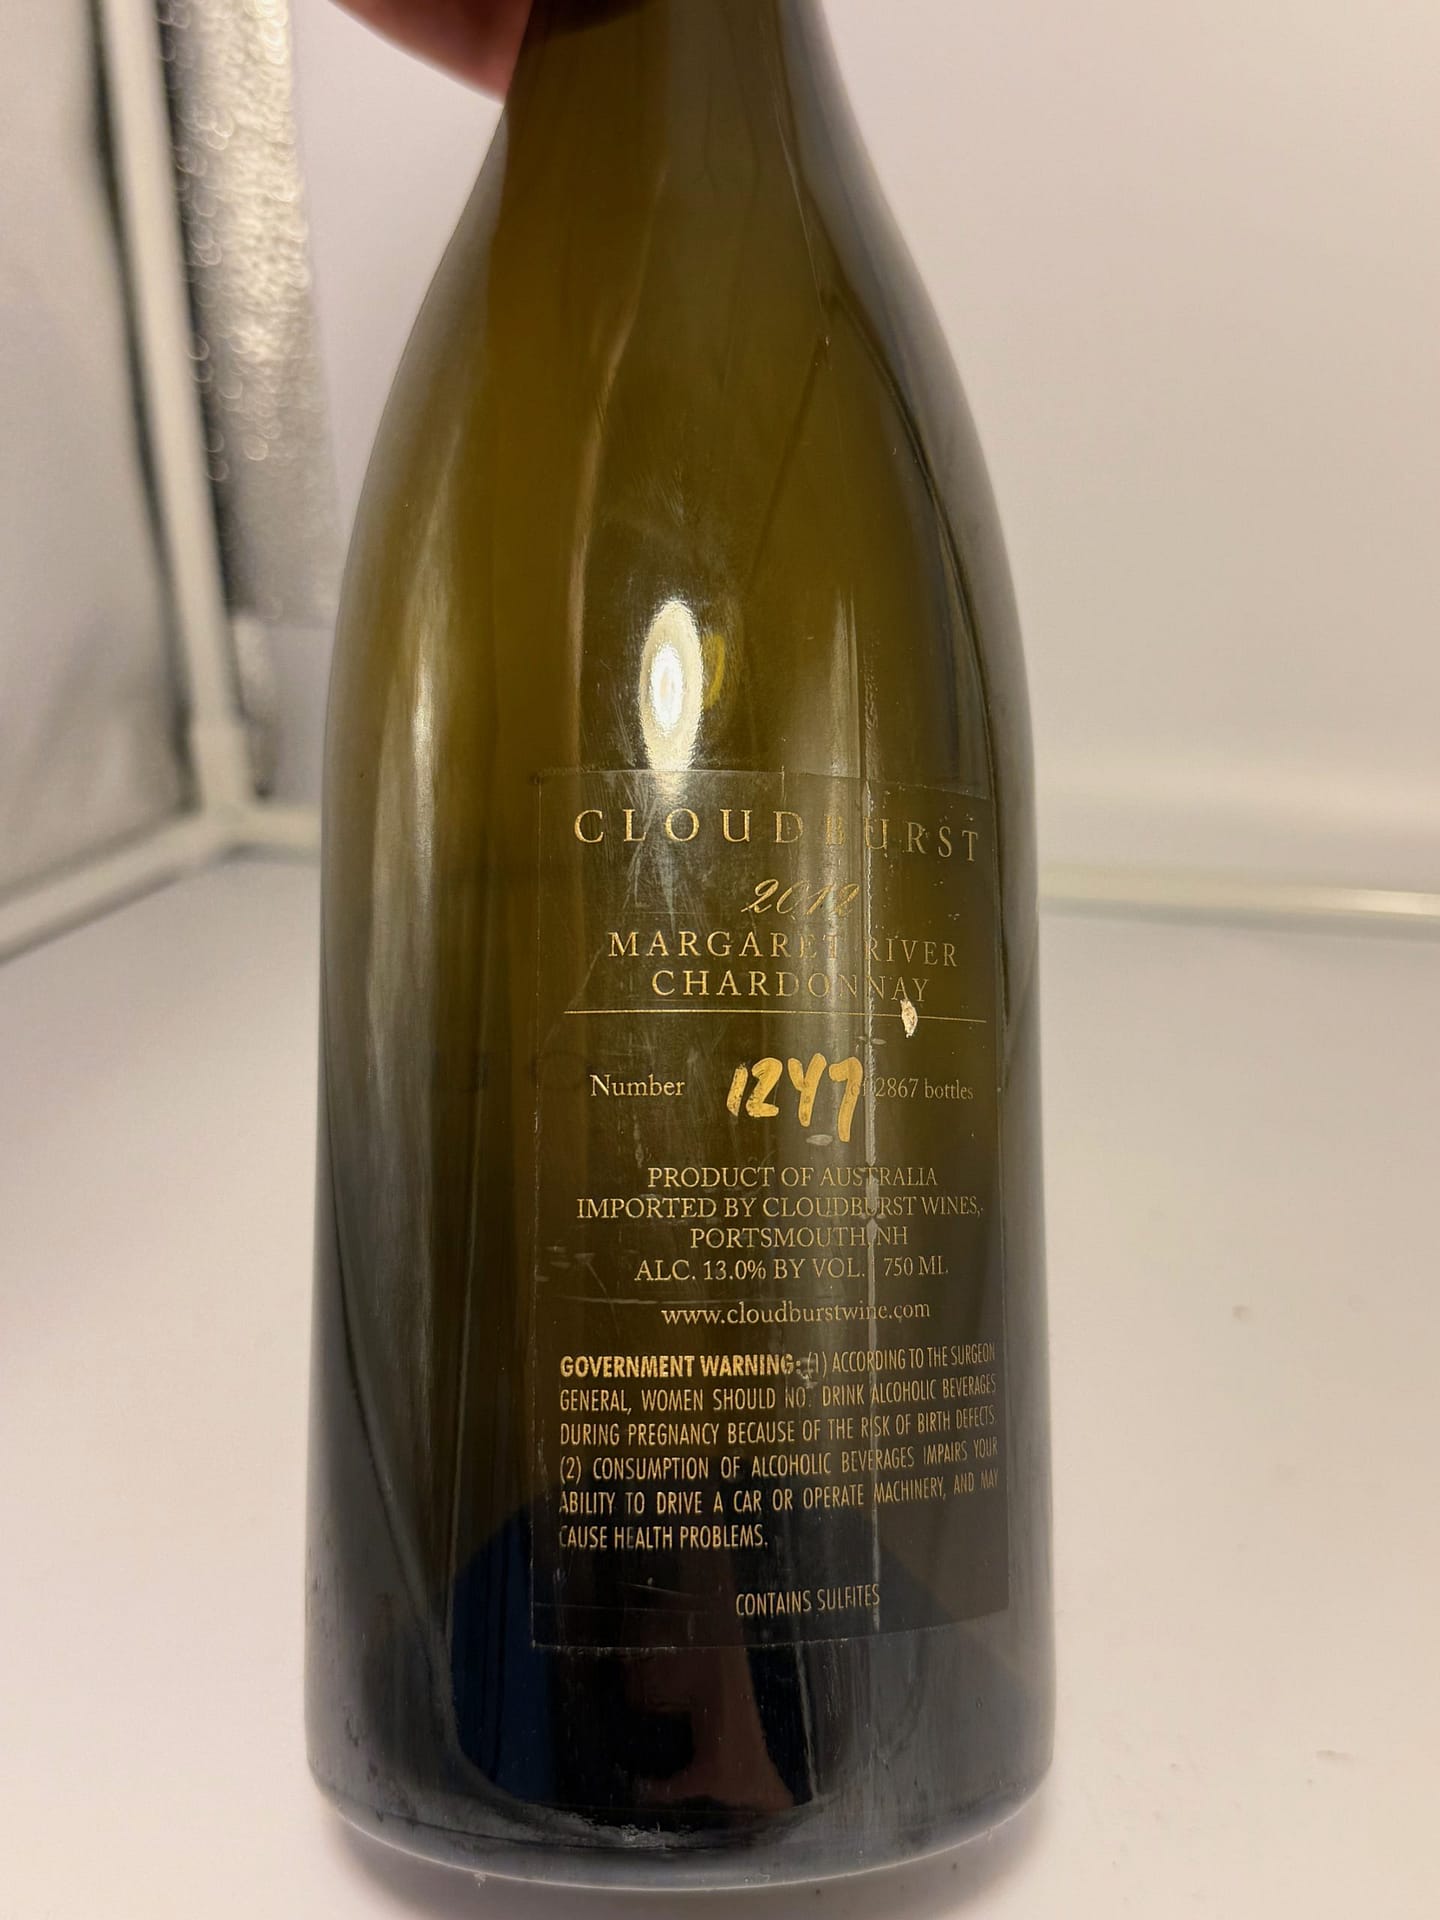 CLOUDBURST
2012
MARGARET RIVER
CHARDONNAY
Number 1247 of 2867 bottles
PRODUCT OF AUSTRALIA
IMPORTED BY CLOUDBURST WINES,
PORTSMOUTH, NH
ALC. 13.0% BY VOL. 750 ML
www.cloudburstwine.com
GOVERNMENT WARNING: (1) ACCORDING TO THE SURGEON
GENERAL, WOMEN SHOULD NOT DRINK ALCOHOLIC BEVERAGES
DURING PREGNANCY BECAUSE OF THE RISK OF BIRTH DEFECTS.
(2) CONSUMPTION OF ALCOHOLIC BEVERAGES IMPAIRS YOUR
ABILITY TO DRIVE A CAR OR OPERATE MACHINERY, AND MAY
CAUSE HEALTH PROBLEMS.
CONTAINS SULFITES